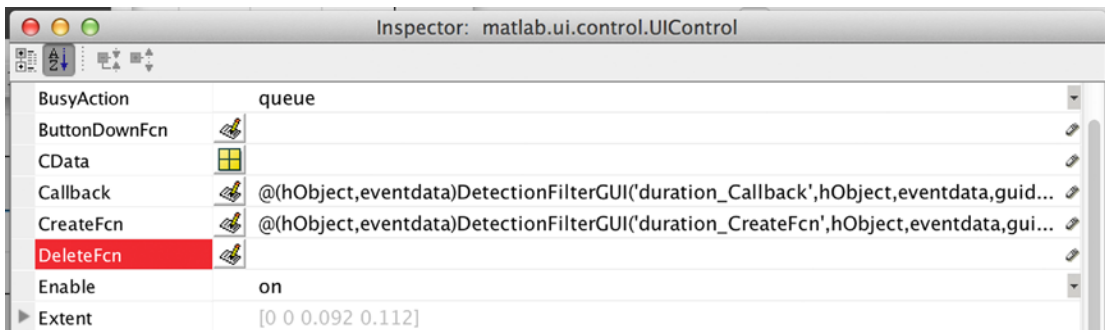 Inspector: matlab.ui.control.UIControl
BusyAction queue
ButtonDownFcn
CData
Callback @(hObject,eventdata)DetectionFilterGUI('duration_Callback',hObject,eventdata,guid...
CreateFcn @(hObject,eventdata)DetectionFilterGUI('duration_CreateFcn',hObject,eventdata,gui...
DeleteFcn
Enable on
Extent [0 0 0.092 0.112]